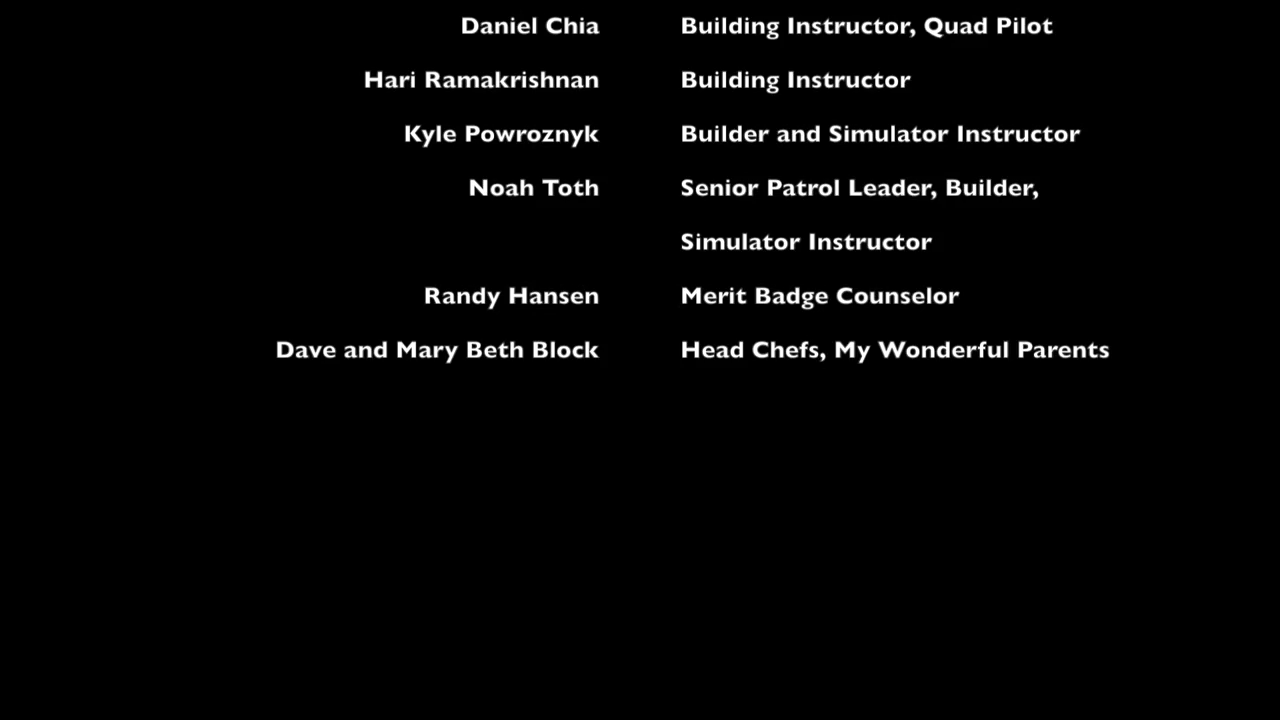 Daniel Chia Building Instructor, Quad Pilot
Hari Ramakrishnan Building Instructor
Kyle Powroznyk Builder and Simulator Instructor
Noah Toth Senior Patrol Leader, Builder,
Simulator Instructor
Randy Hansen Merit Badge Counselor
Dave and Mary Beth Block Head Chefs, My Wonderful Parents